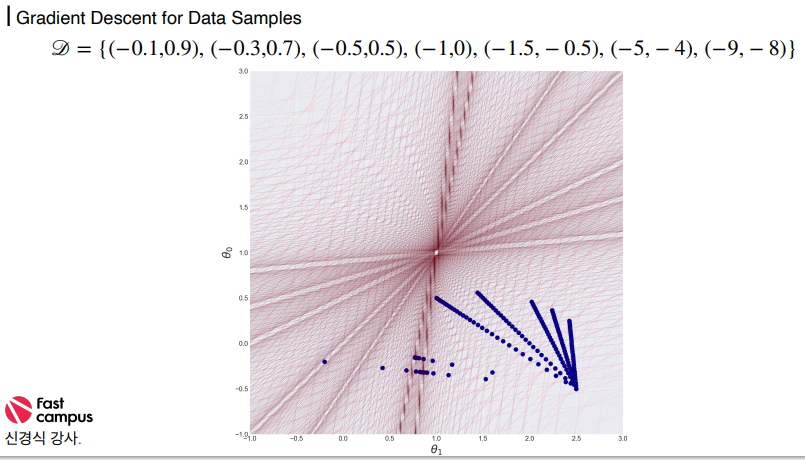 Gradient Descent for Data Samples
𝒟 = {(−0.1,0.9), (−0.3,0.7), (−0.5,0.5), (−1,0), (−1.5, − 0.5), (−5, − 4), (−9, − 8)}
3.0
2.5
2.0
1.5
1.0
0.5
0.0
−0.5
−1.0
θ₀
−1.0 −0.5 0.0 0.5 1.0 1.5 2.0 2.5 3.0
θ₁
Fast
campus
신경식 강사.